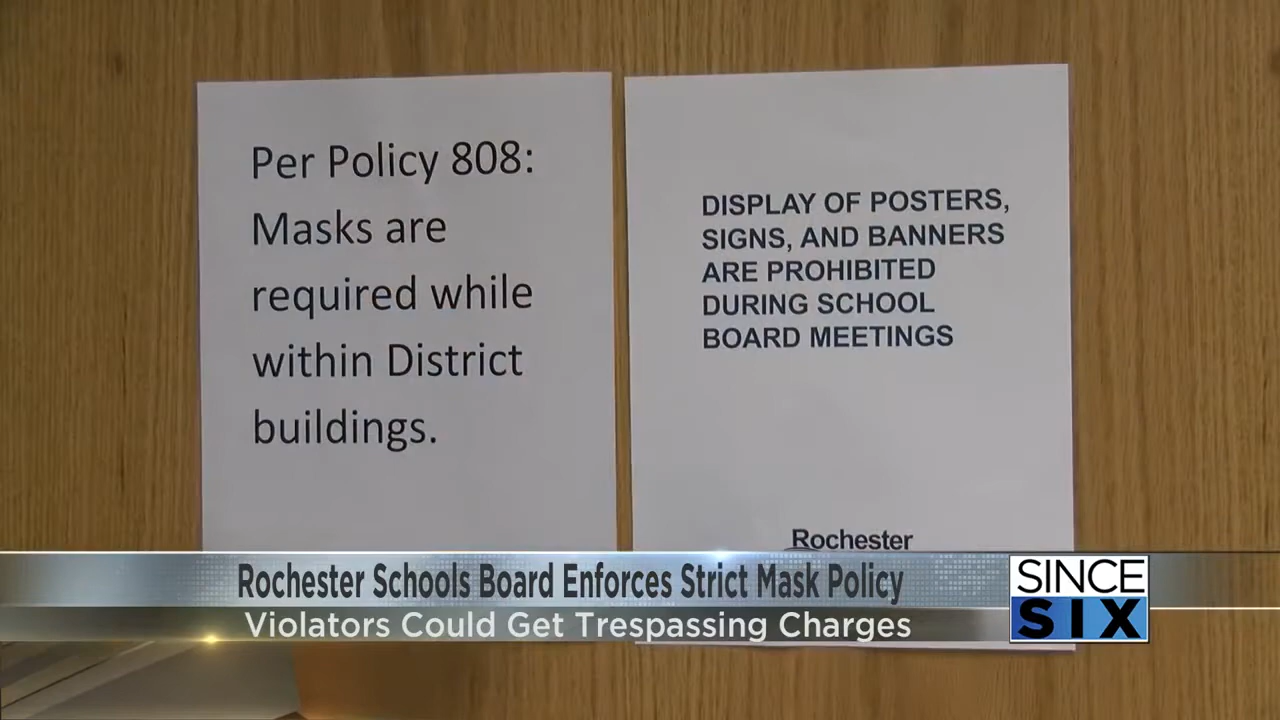 Per Policy 808:
Masks are
required while
within District
buildings.
DISPLAY OF POSTERS,
SIGNS, AND BANNERS
ARE PROHIBITED
DURING SCHOOL
BOARD MEETINGS
Rochester
Rochester Schools Board Enforces Strict Mask Policy
Violators Could Get Trespassing Charges
SINCE
SIX